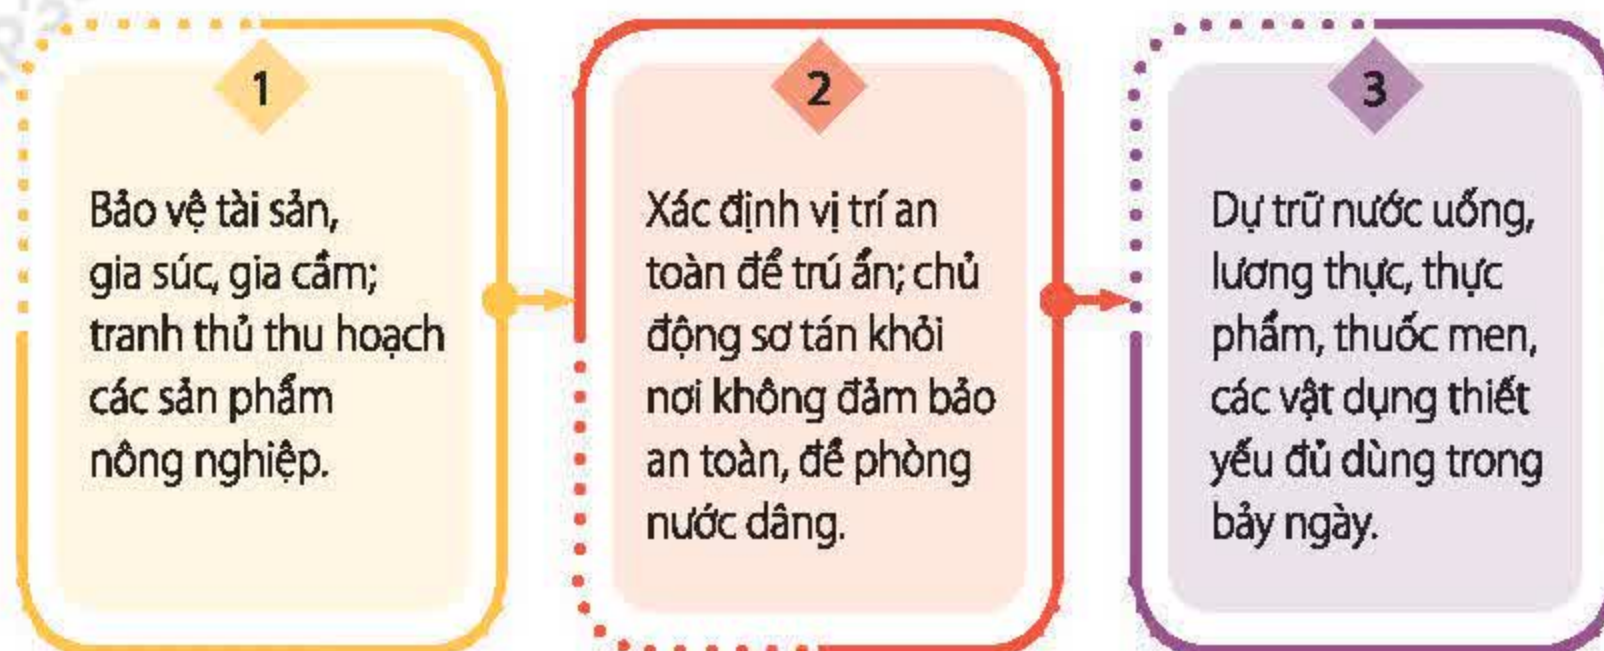 1
Bảo vệ tài sản,
gia súc, gia cầm;
tranh thủ thu hoạch
các sản phẩm
nông nghiệp.
2
Xác định vị trí an
toàn để trú ẩn; chủ
động sơ tán khỏi
nơi không đảm bảo
an toàn, đề phòng
nước dâng.
3
Dự trữ nước uống,
lương thực, thực
phẩm, thuốc men,
các vật dụng thiết
yếu đủ dùng trong
bảy ngày.